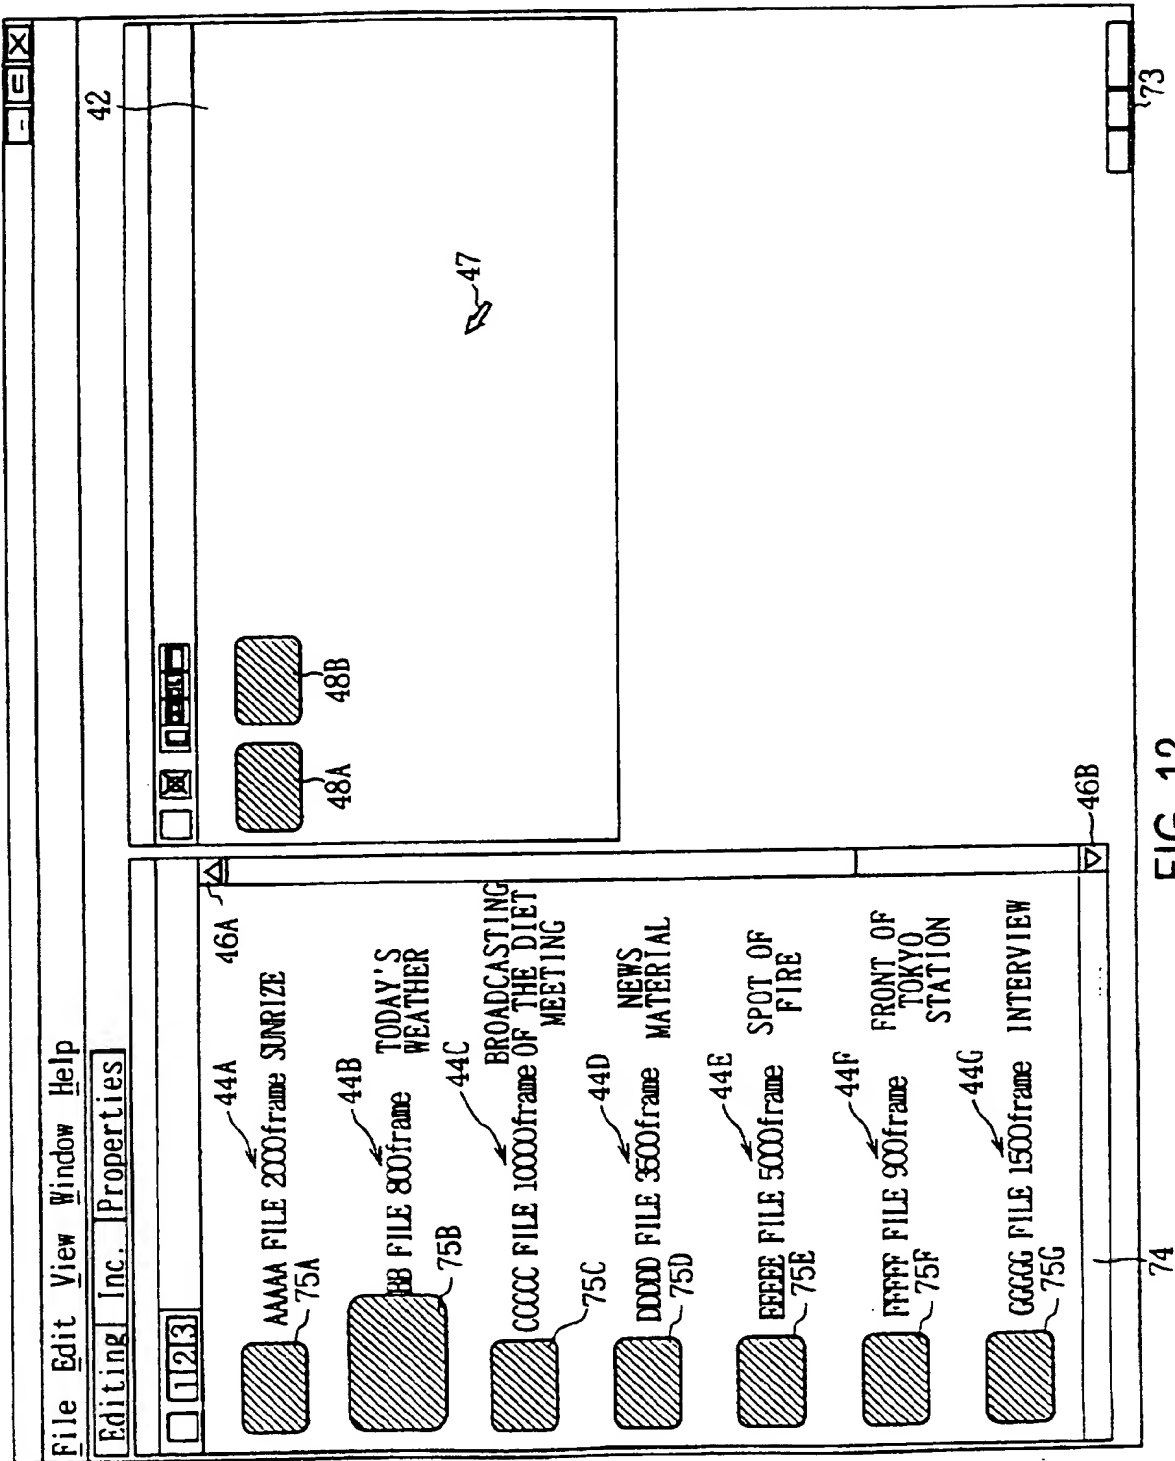 File Edit View Window Help
Editing Inc. Properties
1 2 3
42
44A
AAAAA FILE 2000frame SUNRIZE
75A
46A
44B
BB FILE 800frame
TODAY'S
WEATHER
75B
44C
CCCCC FILE 10000frame
BROADCASTING
OF THE DIET
MEETING
75C
44D
DDDDD FILE 3600frame
NEWS
MATERIAL
75D
44E
EEEEE FILE 5000frame
SPOT OF
FIRE
75E
44F
FFFFF FILE 900frame
FRONT OF
TOKYO
STATION
75F
44G
GGGGG FILE 1500frame INTERVIEW
75G
74
46B
48A
48B
47
73
FIG. 12